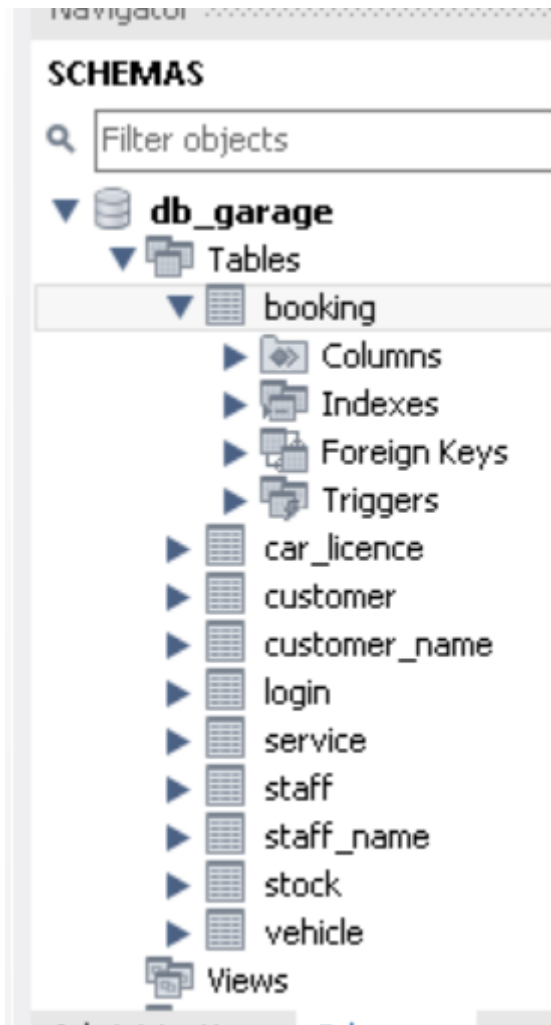 Navigator
SCHEMAS
Filter objects
db_garage
Tables
booking
Columns
Indexes
Foreign Keys
Triggers
car_licence
customer
customer_name
login
service
staff
staff_name
stock
vehicle
Views